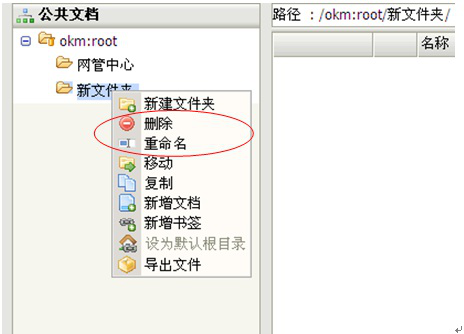 公共文档
路径 ：/okm:root/新文件夹/
名称
okm:root
网管中心
新文件夹
新建文件夹
删除
重命名
移动
复制
新增文档
新增书签
设为默认根目录
导出文件